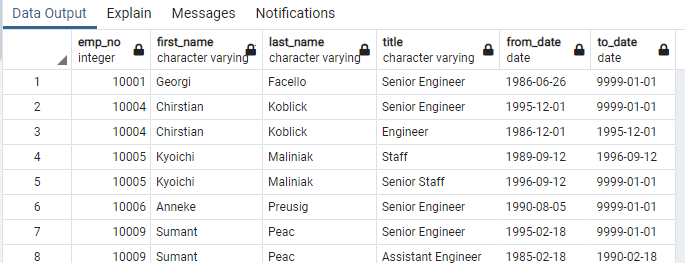 Data Output Explain Messages Notifications
emp_no first_name last_name title from_date to_date
integer character varying character varying character varying date date
1 10001 Georgi Facello Senior Engineer 1986-06-26 9999-01-01
2 10004 Chirstian Koblick Senior Engineer 1995-12-01 9999-01-01
3 10004 Chirstian Koblick Engineer 1986-12-01 1995-12-01
4 10005 Kyoichi Maliniak Staff 1989-09-12 1996-09-12
5 10005 Kyoichi Maliniak Senior Staff 1996-09-12 9999-01-01
6 10006 Anneke Preusig Senior Engineer 1990-08-05 9999-01-01
7 10009 Sumant Peac Senior Engineer 1995-02-18 9999-01-01
8 10009 Sumant Peac Assistant Engineer 1985-02-18 1990-02-18